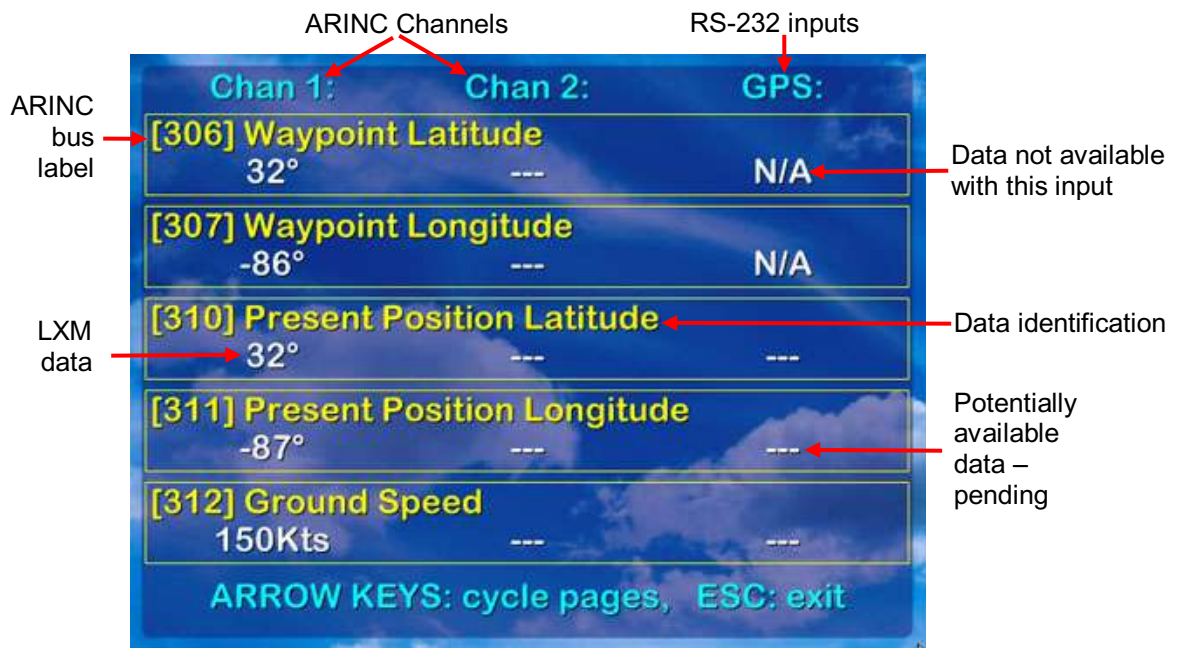 ARINC Channels
RS-232 inputs
Chan 1: Chan 2: GPS:
ARINC
bus
label
[306] Waypoint Latitude
32° --- N/A
Data not available
with this input
[307] Waypoint Longitude
-86° --- N/A
[310] Present Position Latitude
32° --- ---
LXM
data
Data identification
[311] Present Position Longitude
-87° --- ---
Potentially
available
data –
pending
[312] Ground Speed
150Kts --- ---
ARROW KEYS: cycle pages, ESC: exit